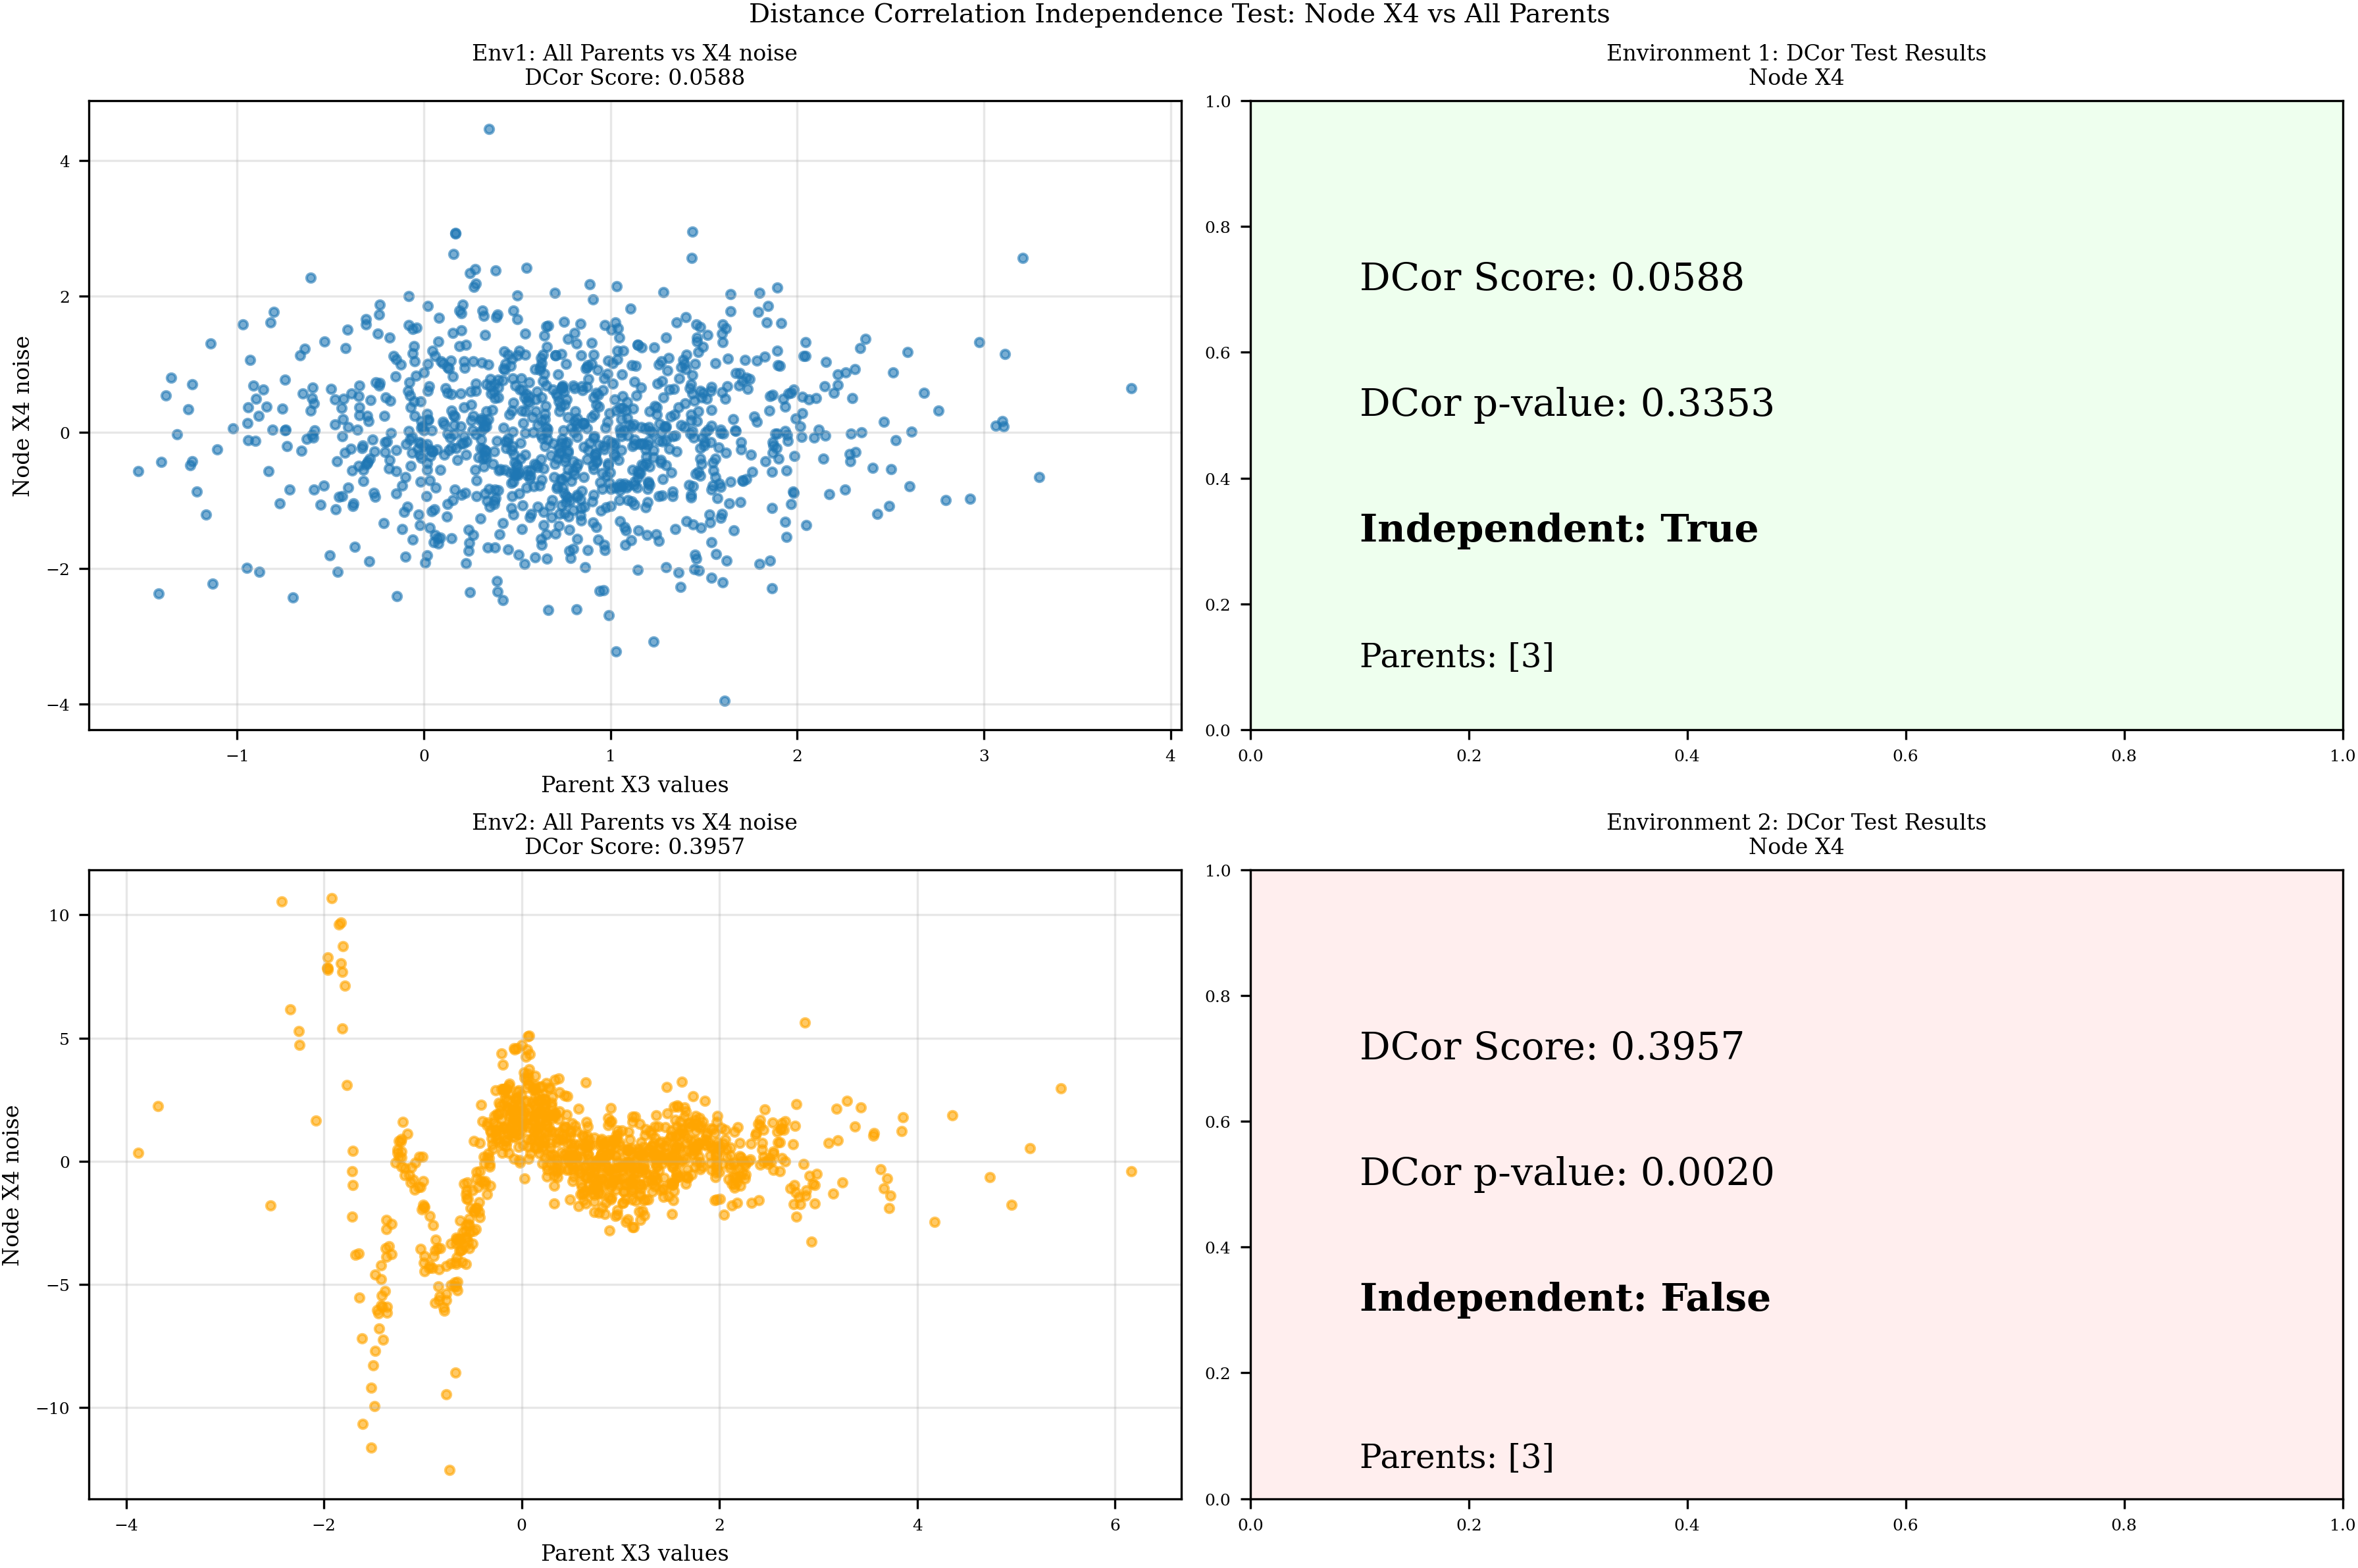 Distance Correlation Independence Test: Node X4 vs All Parents
Env1: All Parents vs X4 noise
DCor Score: 0.0588
4
2
0
−2
−4
Node X4 noise
−1
0
1
2
3
4
Parent X3 values
Environment 1: DCor Test Results
Node X4
1.0
0.8
0.6
0.4
0.2
0.0
DCor Score: 0.0588
DCor p-value: 0.3353
Independent: True
Parents: [3]
0.0
0.2
0.4
0.6
0.8
1.0
Env2: All Parents vs X4 noise
DCor Score: 0.3957
10
5
0
−5
−10
Node X4 noise
−4
−2
0
2
4
6
Parent X3 values
Environment 2: DCor Test Results
Node X4
1.0
0.8
0.6
0.4
0.2
0.0
DCor Score: 0.3957
DCor p-value: 0.0020
Independent: False
Parents: [3]
0.0
0.2
0.4
0.6
0.8
1.0